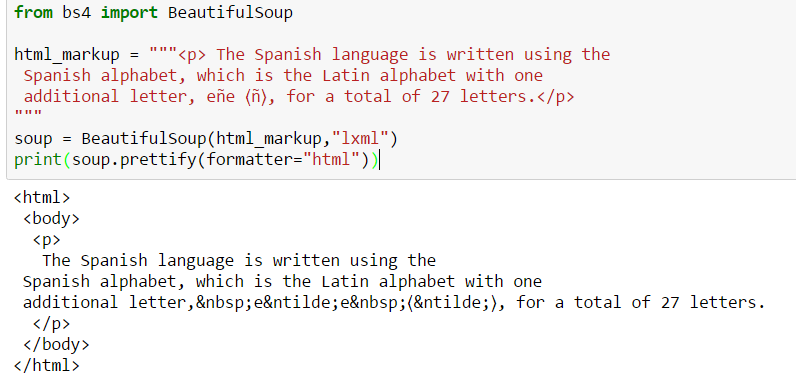 from bs4 import BeautifulSoup
html_markup = """<p> The Spanish language is written using the
Spanish alphabet, which is the Latin alphabet with one
additional letter, eñe ⟨ñ⟩, for a total of 27 letters.</p>
"""
soup = BeautifulSoup(html_markup,"lxml")
print(soup.prettify(formatter="html"))
<html>
<body>
<p>
The Spanish language is written using the
Spanish alphabet, which is the Latin alphabet with one
additional letter,&nbsp;e&ntilde;e&nbsp;⟨&ntilde;⟩, for a total of 27 letters.
</p>
</body>
</html>